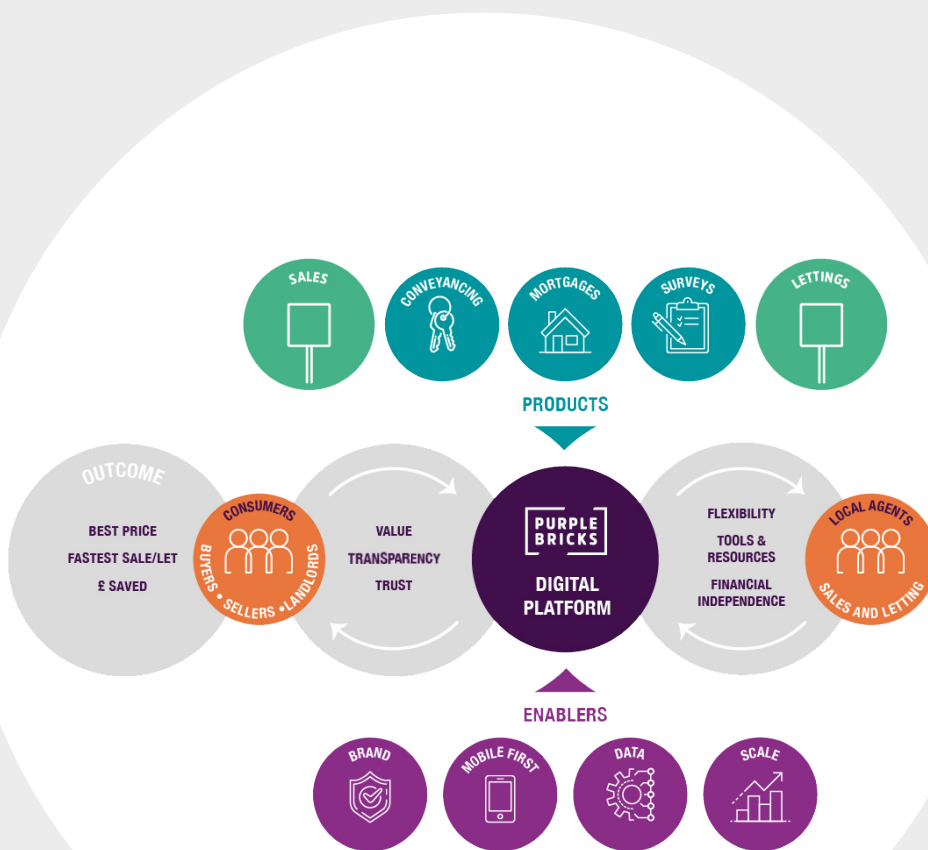 SALES
CONVEYANCING
MORTGAGES
SURVEYS
LETTINGS
PRODUCTS
OUTCOME
BEST PRICE
FASTEST SALE/LET
£ SAVED
CONSUMERS
BUYERS • SELLERS • LANDLORDS
VALUE
TRANSPARENCY
TRUST
PURPLE
BRICKS
DIGITAL
PLATFORM
FLEXIBILITY
TOOLS &
RESOURCES
FINANCIAL
INDEPENDENCE
LOCAL AGENTS
SALES AND LETTING
ENABLERS
BRAND
MOBILE FIRST
DATA
SCALE